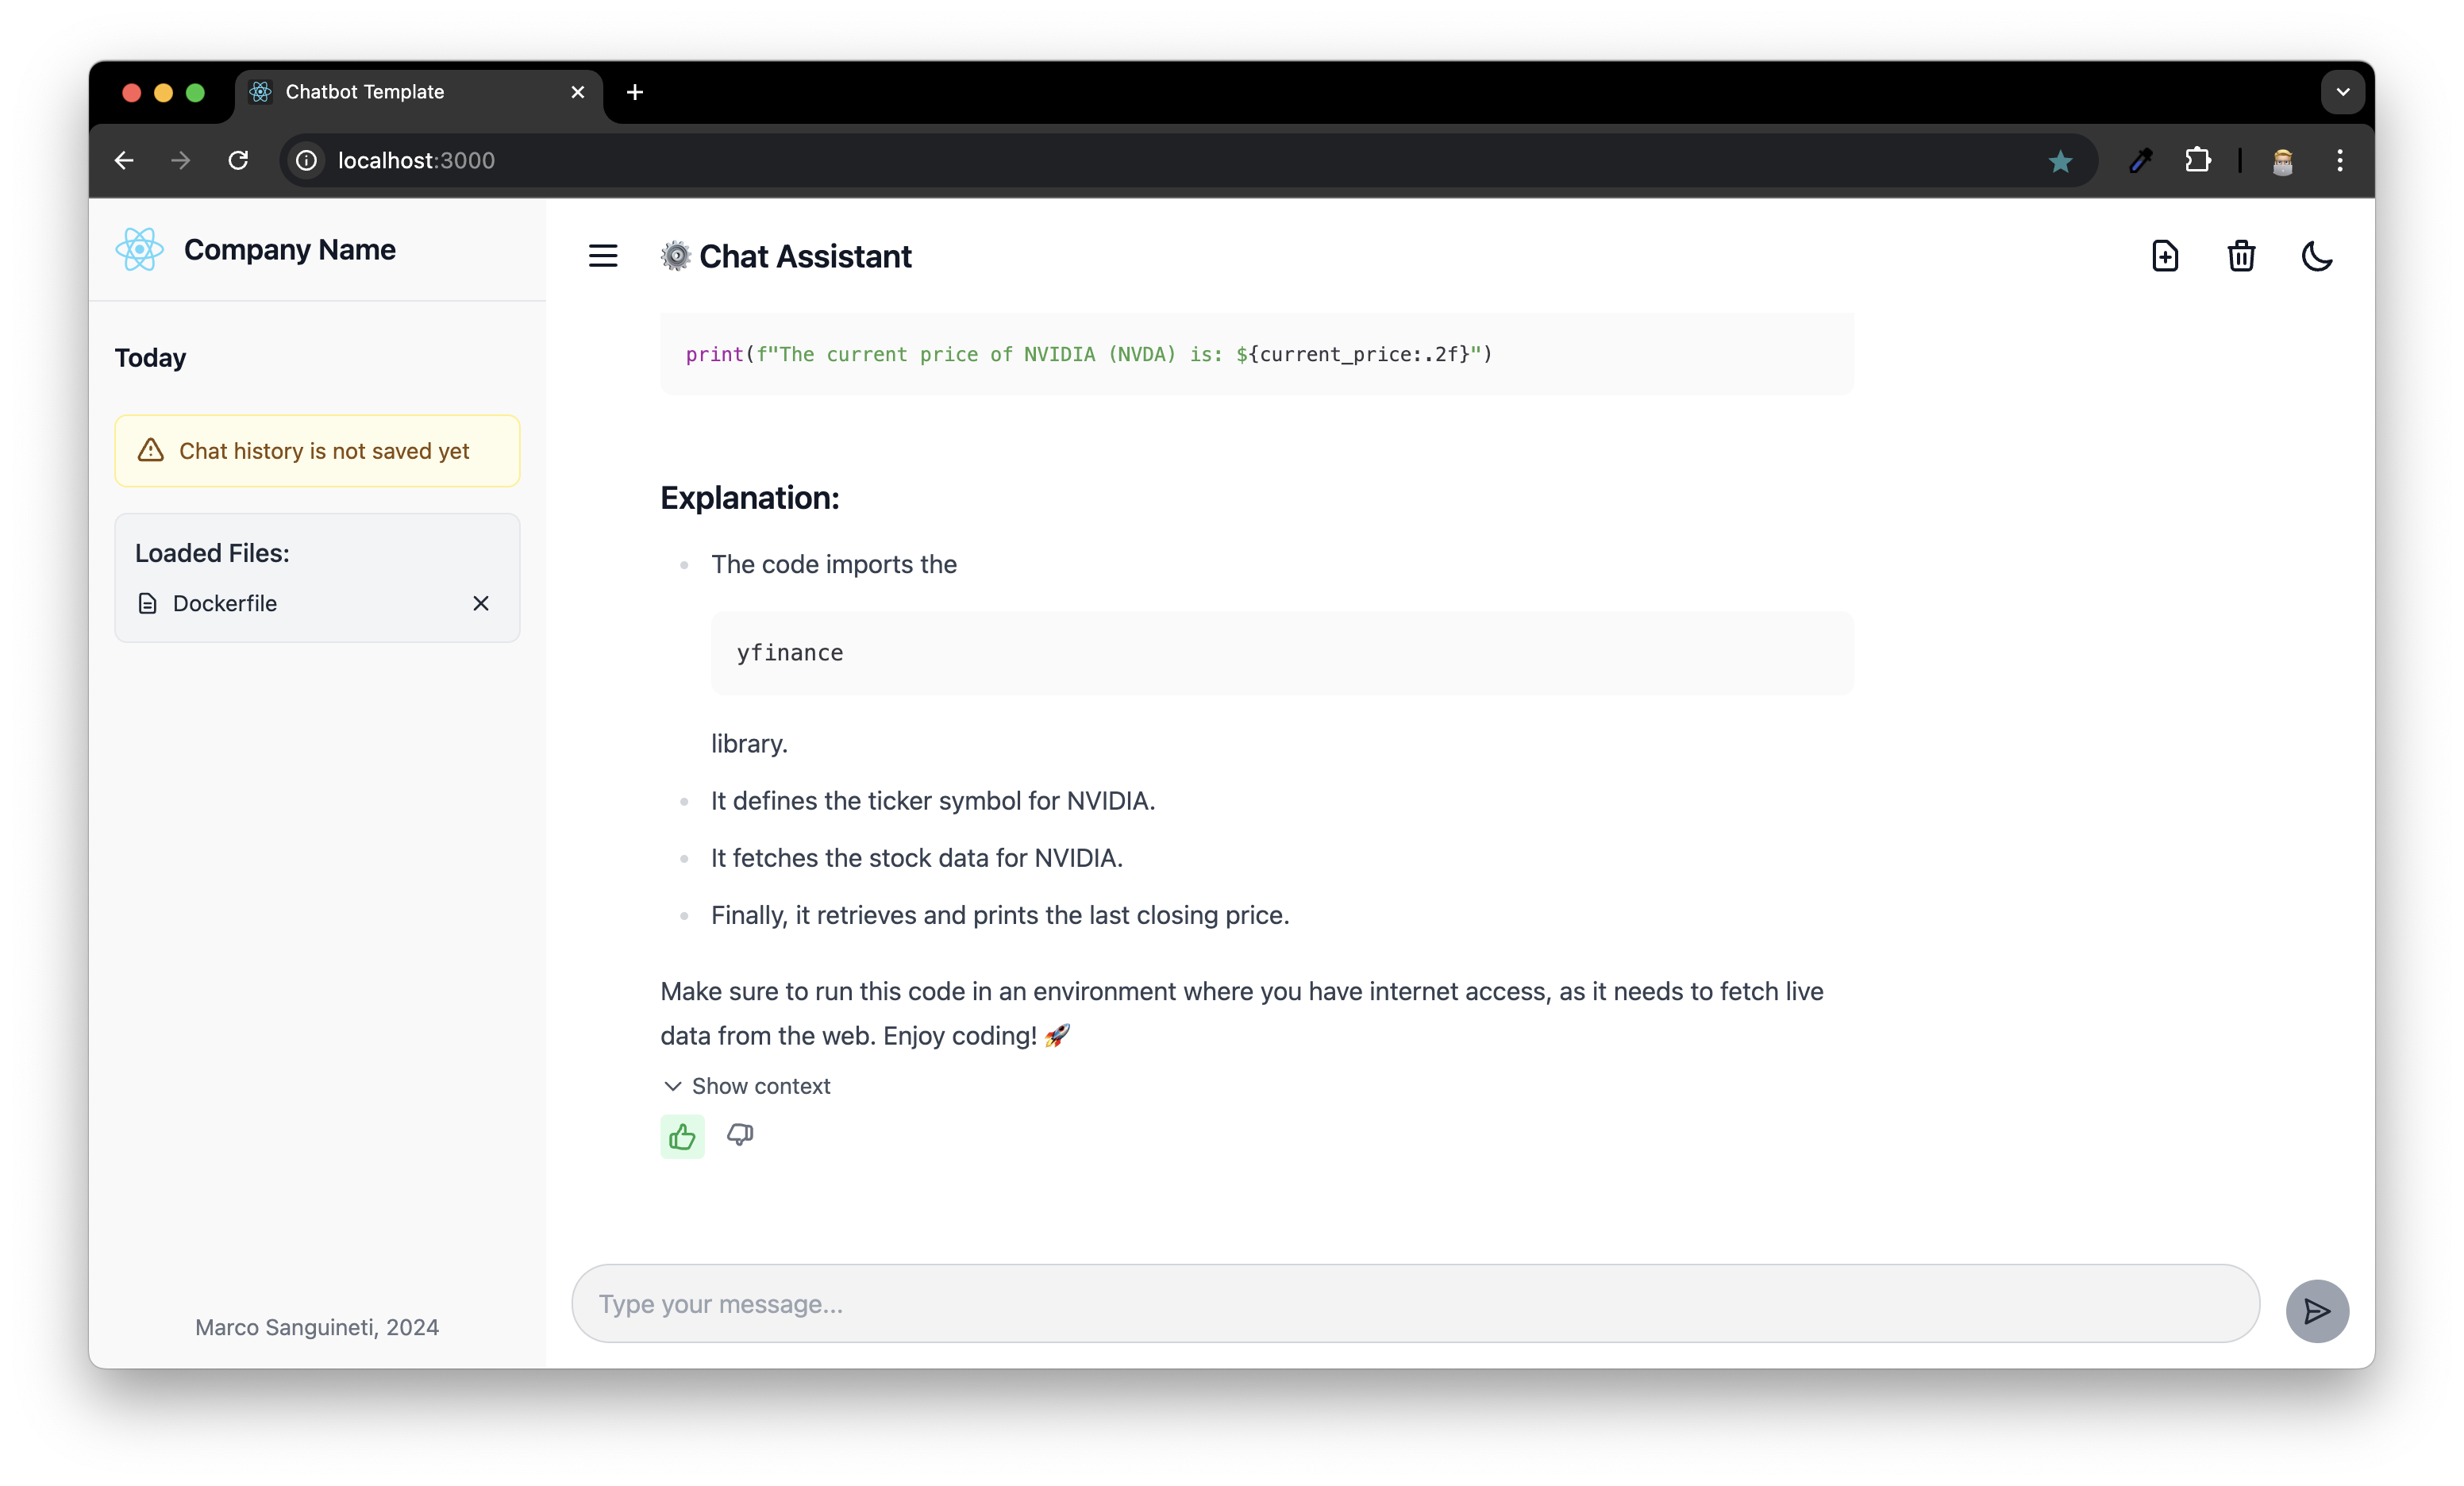 Chatbot Template
localhost:3000
Company Name
Today
Chat history is not saved yet
Loaded Files:
Dockerfile
Marco Sanguineti, 2024
⚙️ Chat Assistant
print(f"The current price of NVIDIA (NVDA) is: ${current_price:.2f}")
Explanation:
The code imports the
yfinance
library.
It defines the ticker symbol for NVIDIA.
It fetches the stock data for NVIDIA.
Finally, it retrieves and prints the last closing price.
Make sure to run this code in an environment where you have internet access, as it needs to fetch live
data from the web. Enjoy coding! 🚀
Show context
Type your message...